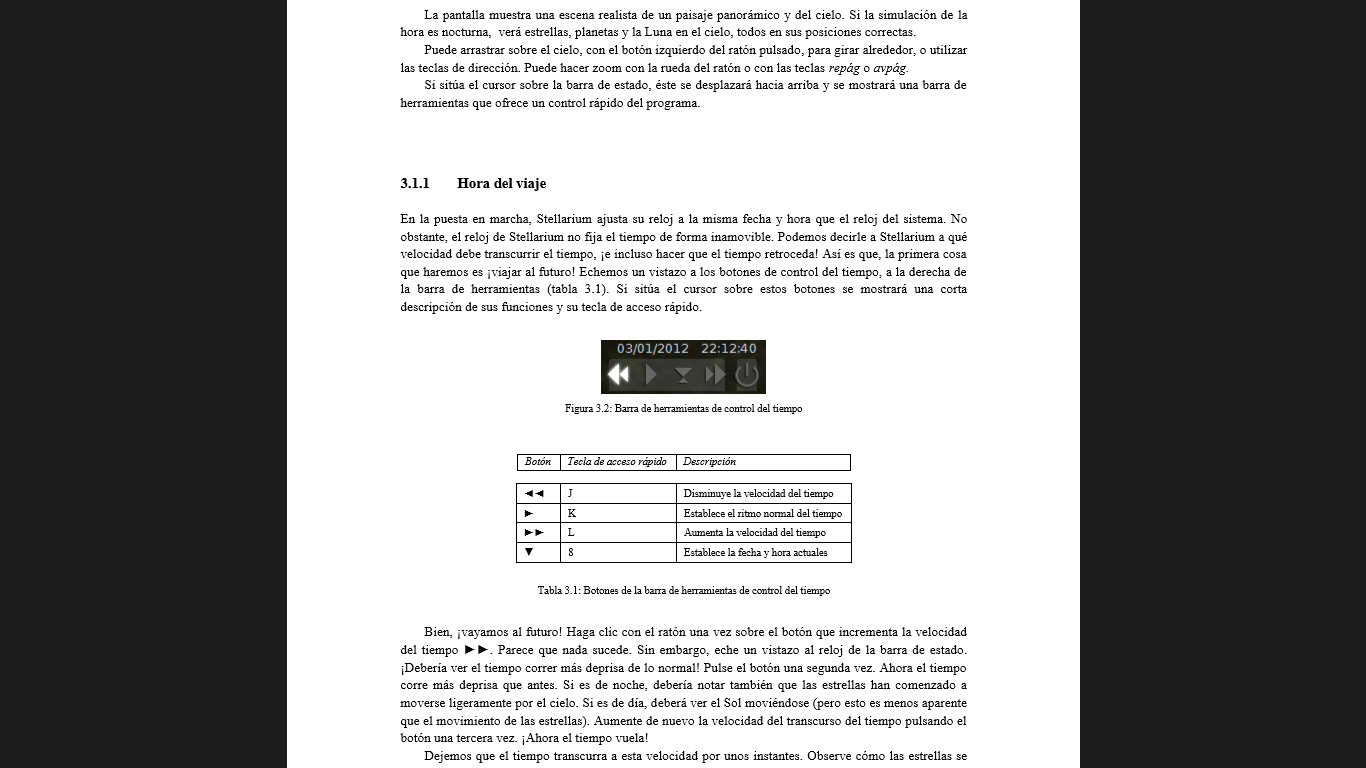 La pantalla muestra una escena realista de un paisaje panorámico y del cielo. Si la simulación de la
hora es nocturna, verá estrellas, planetas y la Luna en el cielo, todos en sus posiciones correctas.
Puede arrastrar sobre el cielo, con el botón izquierdo del ratón pulsado, para girar alrededor, o utilizar
las teclas de dirección. Puede hacer zoom con la rueda del ratón o con las teclas repág o avpág.
Si sitúa el cursor sobre la barra de estado, éste se desplazará hacia arriba y se mostrará una barra de
herramientas que ofrece un control rápido del programa.
3.1.1 Hora del viaje
En la puesta en marcha, Stellarium ajusta su reloj a la misma fecha y hora que el reloj del sistema. No
obstante, el reloj de Stellarium no fija el tiempo de forma inamovible. Podemos decirle a Stellarium a qué
velocidad debe transcurrir el tiempo, ¡e incluso hacer que el tiempo retroceda! Así es que, la primera cosa
que haremos es ¡viajar al futuro! Echemos un vistazo a los botones de control del tiempo, a la derecha de
la barra de herramientas (tabla 3.1). Si sitúa el cursor sobre estos botones se mostrará una corta
descripción de sus funciones y su tecla de acceso rápido.
03/01/2012 22:12:40
Figura 3.2: Barra de herramientas de control del tiempo
Botón Tecla de acceso rápido Descripción
◄◄ J Disminuye la velocidad del tiempo
► K Establece el ritmo normal del tiempo
►► L Aumenta la velocidad del tiempo
▼ 8 Establece la fecha y hora actuales
Tabla 3.1: Botones de la barra de herramientas de control del tiempo
Bien, ¡vayamos al futuro! Haga clic con el ratón una vez sobre el botón que incrementa la velocidad
del tiempo ►►. Parece que nada sucede. Sin embargo, eche un vistazo al reloj de la barra de estado.
¡Debería ver el tiempo correr más deprisa de lo normal! Pulse el botón una segunda vez. Ahora el tiempo
corre más deprisa que antes. Si es de noche, debería notar también que las estrellas han comenzado a
moverse ligeramente por el cielo. Si es de día, deberá ver el Sol moviéndose (pero esto es menos aparente
que el movimiento de las estrellas). Aumente de nuevo la velocidad del transcurso del tiempo pulsando el
botón una tercera vez. ¡Ahora el tiempo vuela!
Dejemos que el tiempo transcurra a esta velocidad por unos instantes. Observe cómo las estrellas se